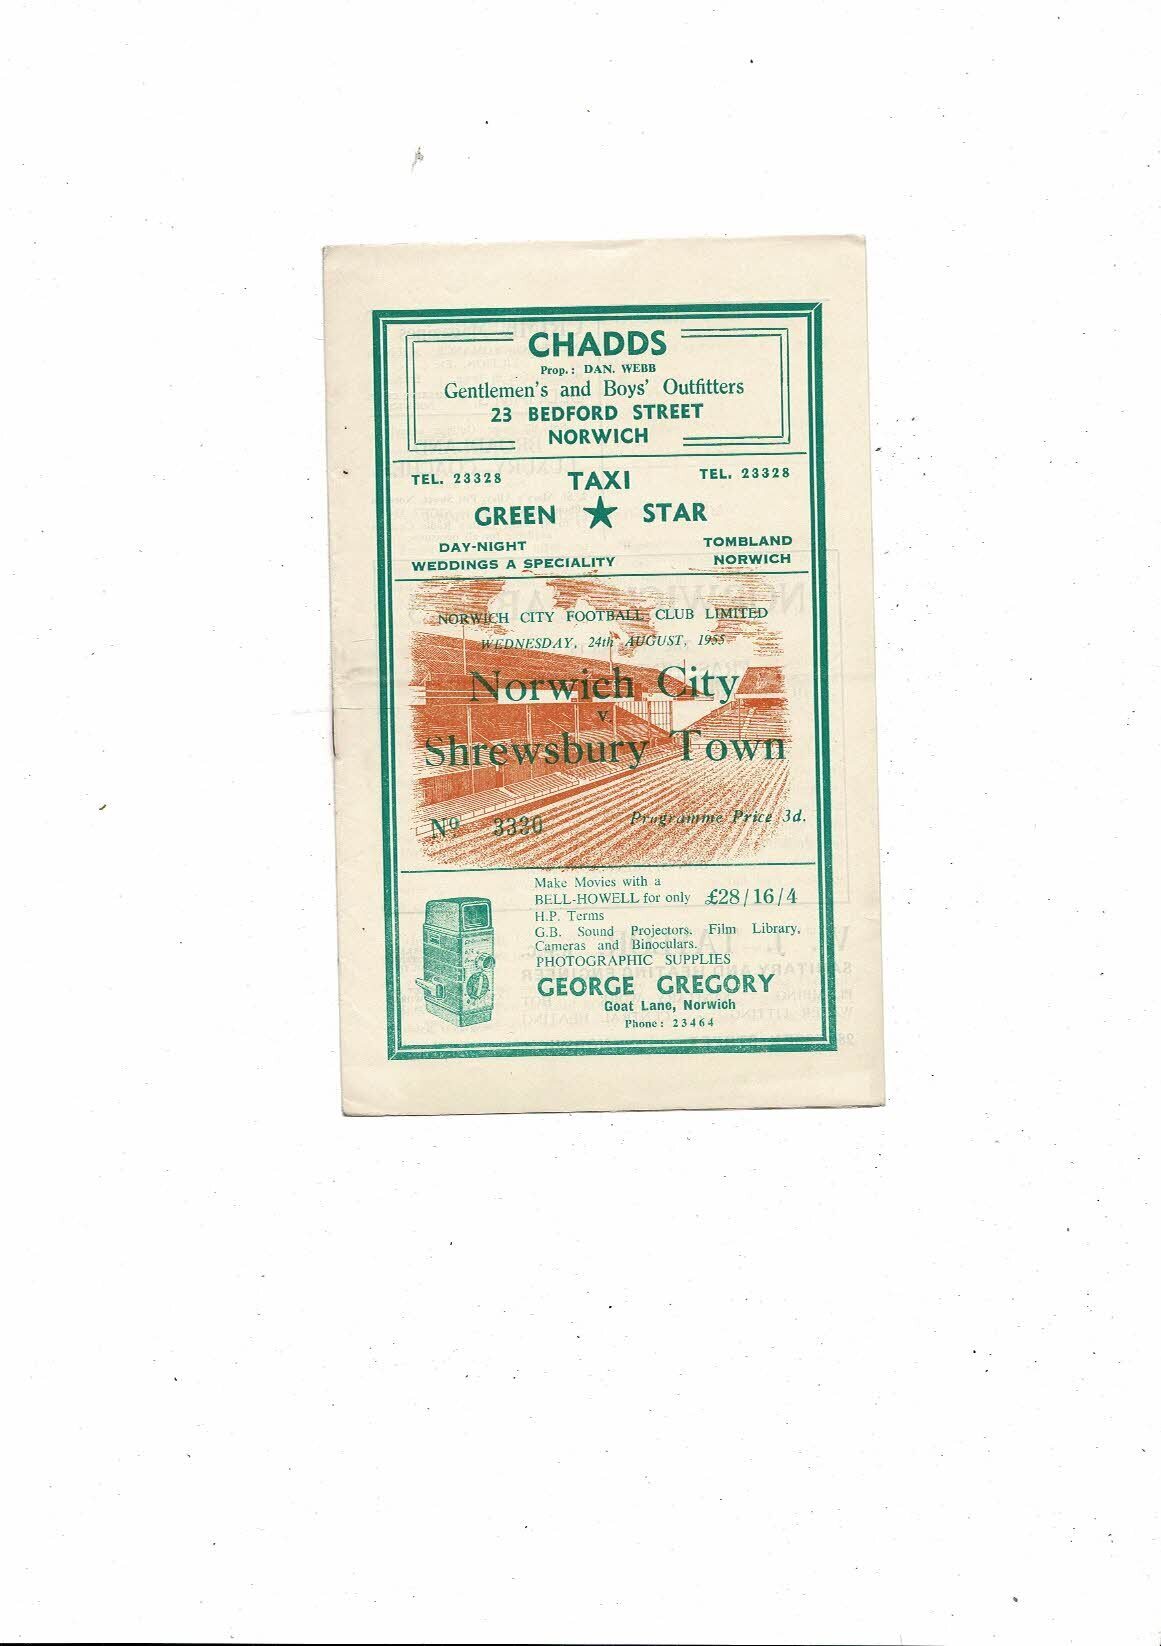 CHADDS
Prop.: DAN. WEBB
Gentlemen's and Boys' Outfitters
23 BEDFORD STREET
NORWICH
TEL. 23328 TAXI TEL. 23328
GREEN ★ STAR
DAY-NIGHT TOMBLAND
WEDDINGS A SPECIALITY NORWICH
NORWICH CITY FOOTBALL CLUB LIMITED
WEDNESDAY, 24th AUGUST, 1955
Norwich City
v
Shrewsbury Town
No 3330 Programme Price 3d.
Make Movies with a
BELL-HOWELL for only £28/16/4
H.P. Terms
G.B. Sound Projectors. Film Library,
Cameras and Binoculars.
PHOTOGRAPHIC SUPPLIES
GEORGE GREGORY
Goat Lane, Norwich
Phone: 23464